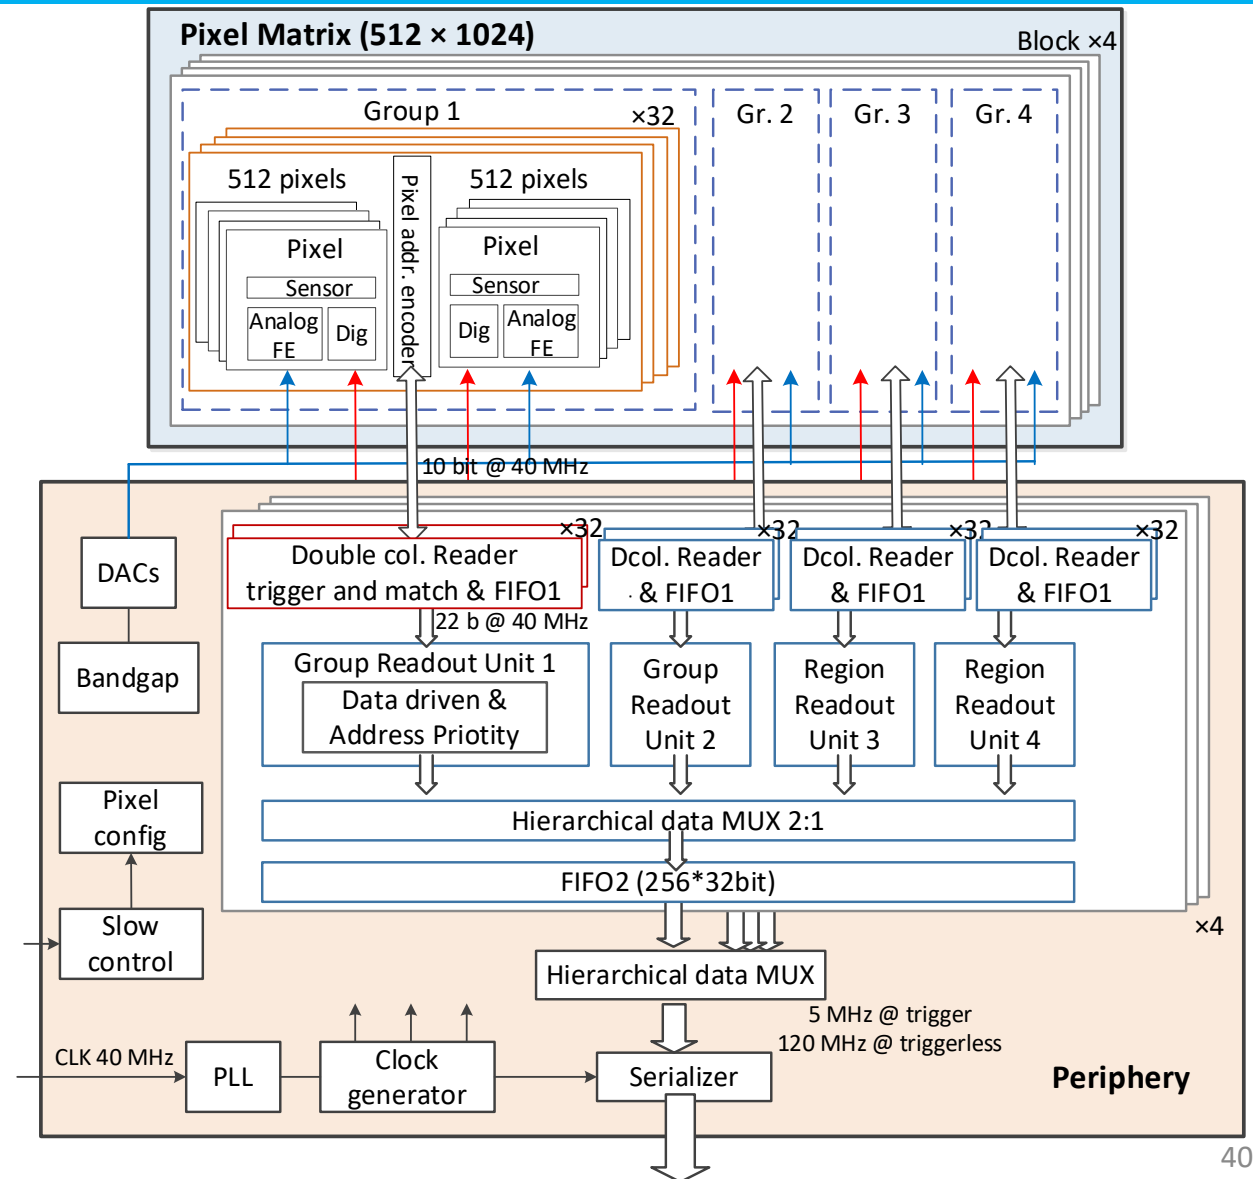 Pixel Matrix (512 × 1024)
Block ×4
Group 1
×32
Gr. 2
Gr. 3
Gr. 4
512 pixels
512 pixels
Pixel addr. encoder
Pixel
Sensor
Analog
FE
Dig
Pixel
Sensor
Dig
Analog
FE
10 bit @ 40 MHz
×32
×32
×32
×32
Double col. Reader
trigger and match & FIFO1
Dcol. Reader
& FIFO1
Dcol. Reader
& FIFO1
Dcol. Reader
& FIFO1
DACs
22 b @ 40 MHz
Bandgap
Group Readout Unit 1
Data driven &
Address Priotity
Group
Readout
Unit 2
Region
Readout
Unit 3
Region
Readout
Unit 4
Pixel
config
Hierarchical data MUX 2:1
FIFO2 (256*32bit)
Slow
control
×4
Hierarchical data MUX
5 MHz @ trigger
120 MHz @ triggerless
CLK 40 MHz
PLL
Clock
generator
Serializer
Periphery
40